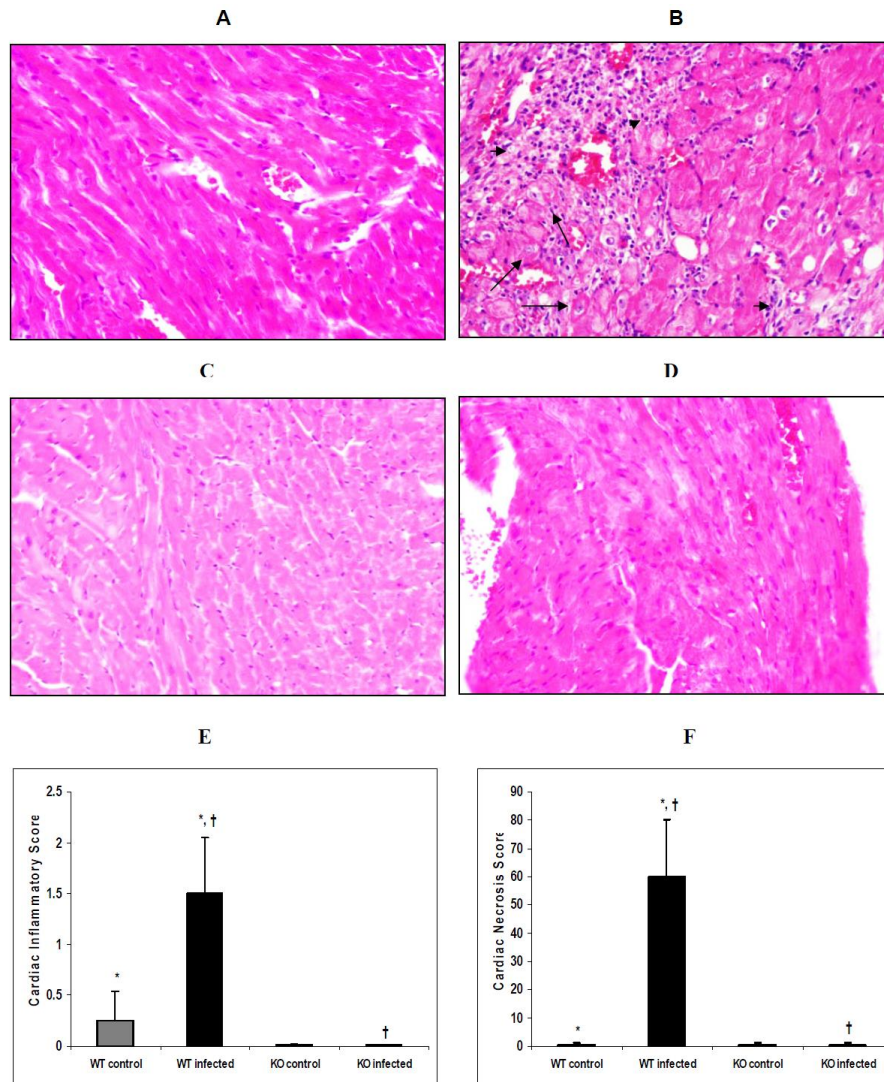 A
B
C
D
E
F
Cardiac Inflammatory Score
2.5
2
1.5
1
0.5
0
*
*, †
†
WT control
WT infected
KO control
KO infected
Cardiac Necrosis Score
90
80
70
60
50
40
30
20
10
0
*
*, †
†
WT control
WT infected
KO control
KO infected